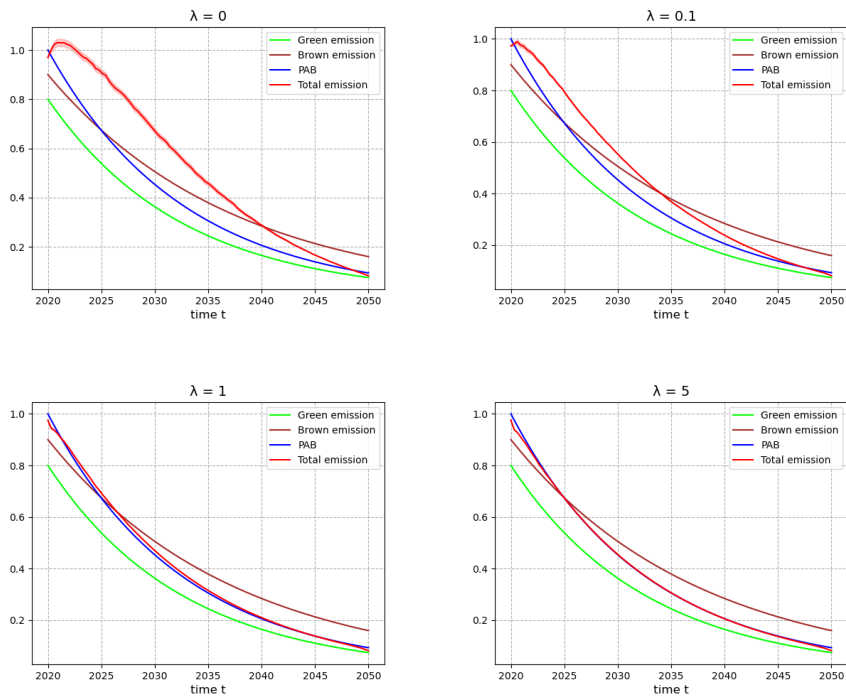 λ = 0
Green emission
Brown emission
PAB
Total emission
1.0
0.8
0.6
0.4
0.2
2020 2025 2030 2035 2040 2045 2050
time t
λ = 0.1
Green emission
Brown emission
PAB
Total emission
1.0
0.8
0.6
0.4
0.2
2020 2025 2030 2035 2040 2045 2050
time t
λ = 1
Green emission
Brown emission
PAB
Total emission
1.0
0.8
0.6
0.4
0.2
2020 2025 2030 2035 2040 2045 2050
time t
λ = 5
Green emission
Brown emission
PAB
Total emission
1.0
0.8
0.6
0.4
0.2
2020 2025 2030 2035 2040 2045 2050
time t